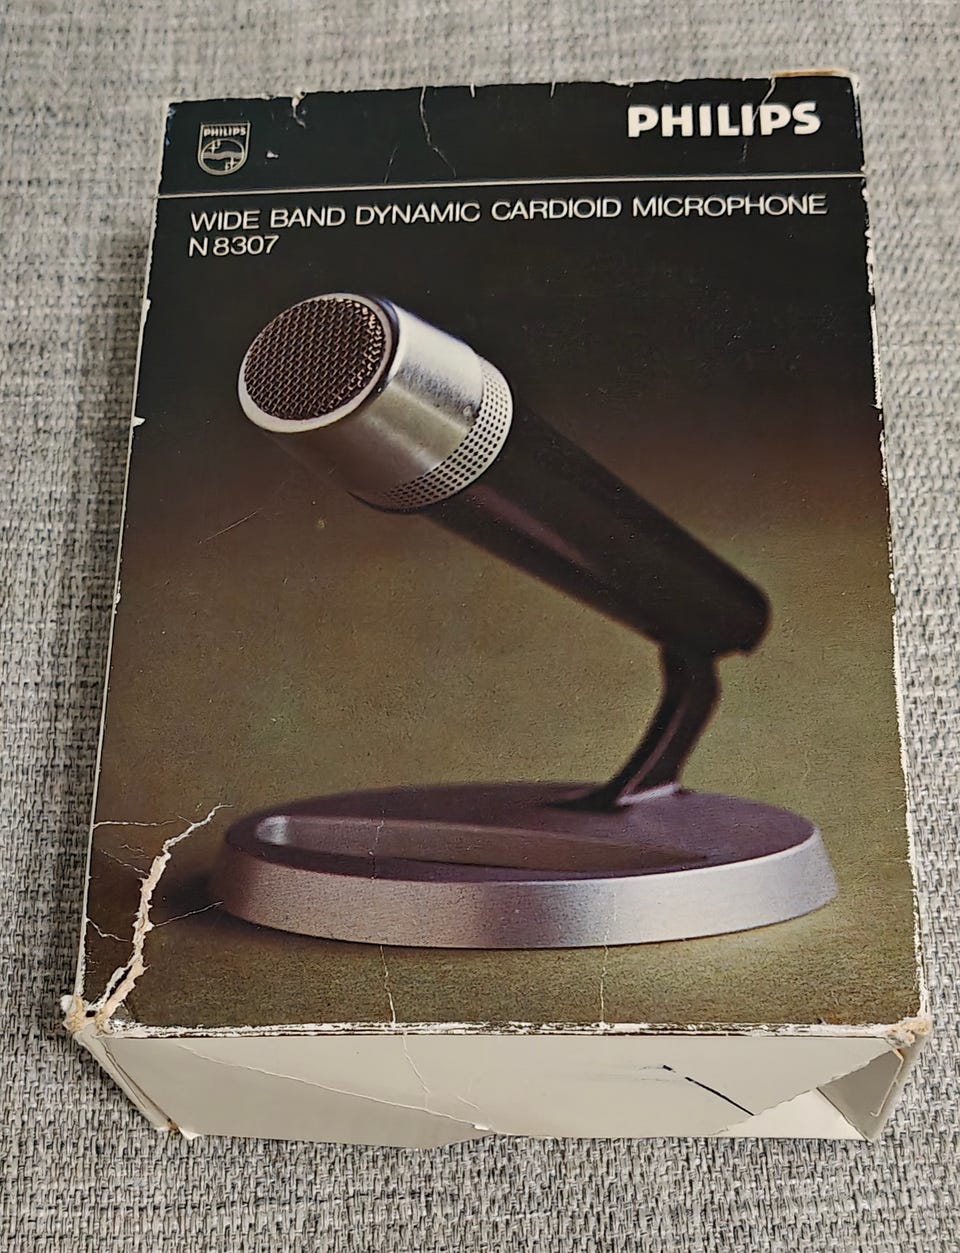 PHILIPS
PHILIPS
WIDE BAND DYNAMIC CARDIOID MICROPHONE
N 8307